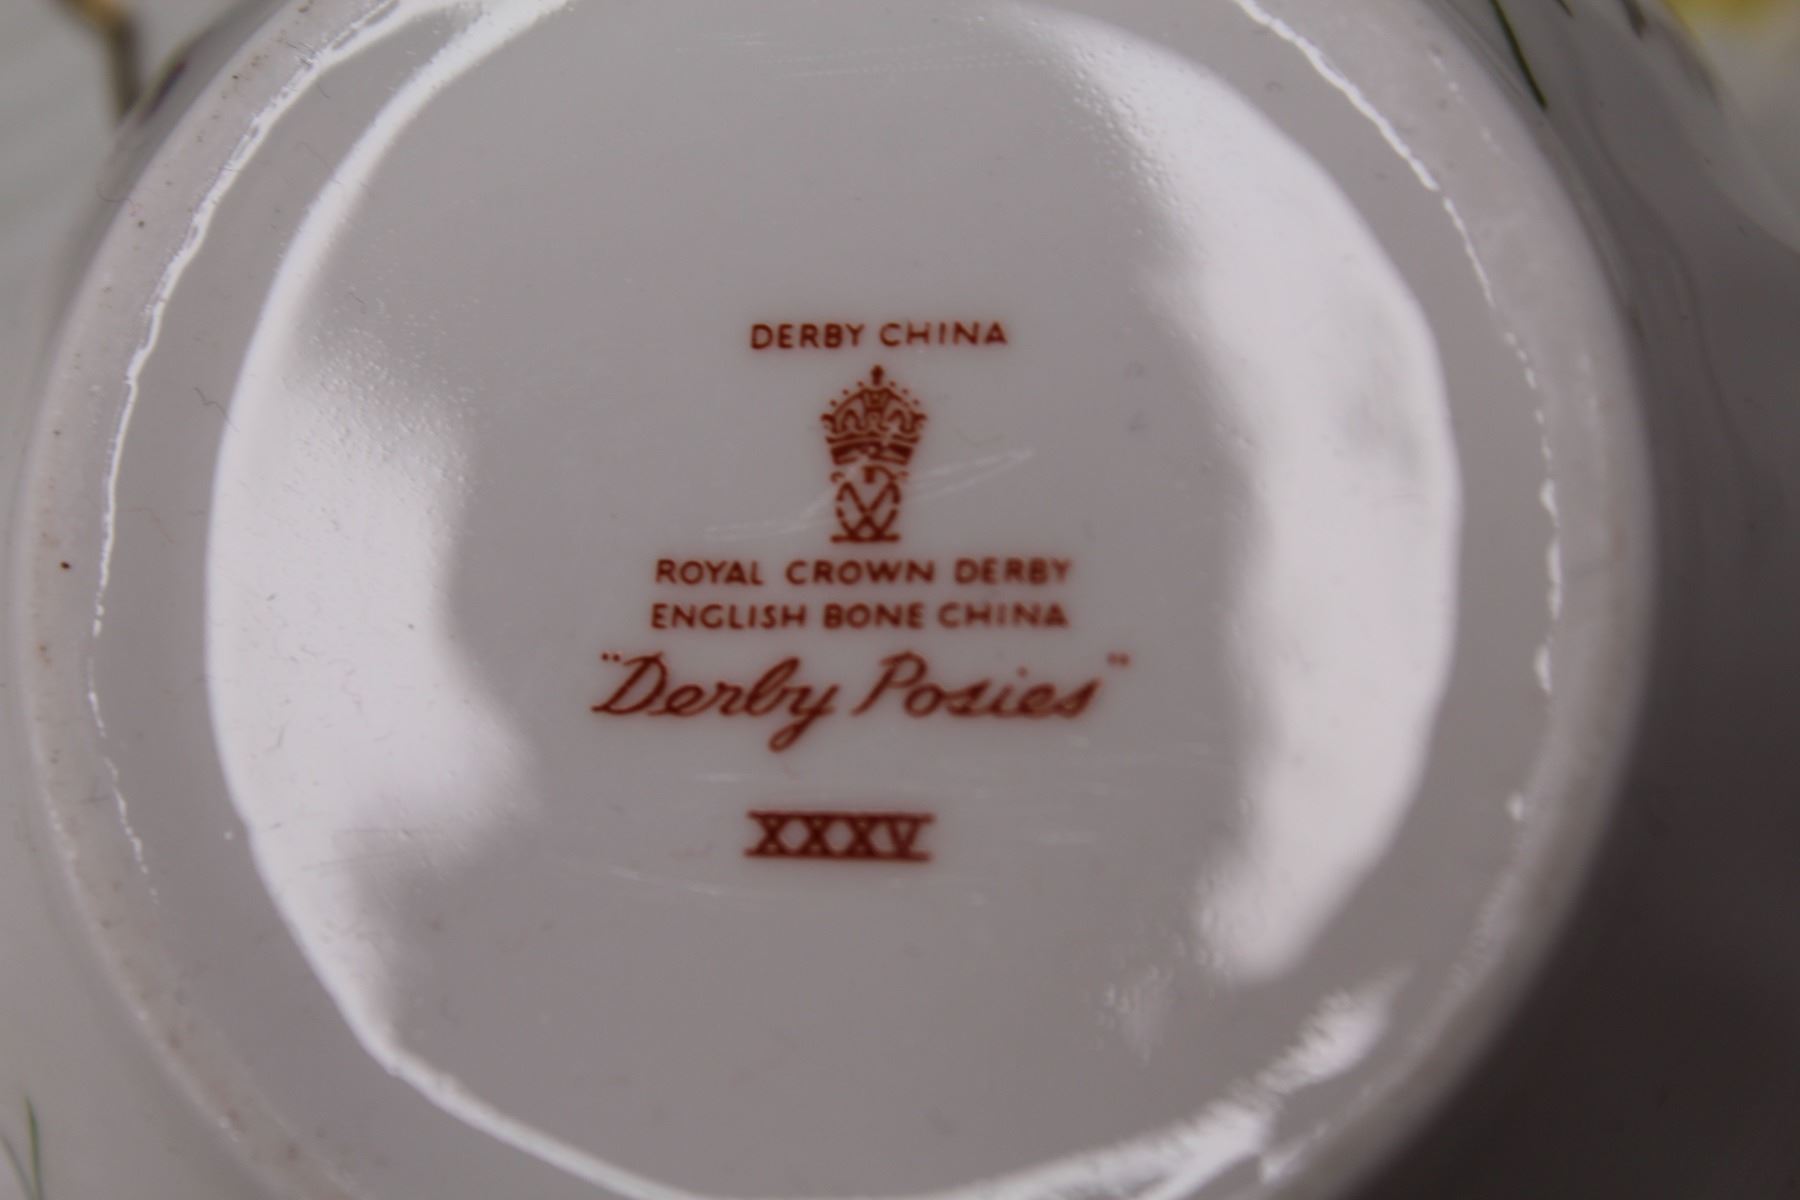 DERBY CHINA
ROYAL CROWN DERBY
ENGLISH BONE CHINA
"Derby Posies"
XXXV